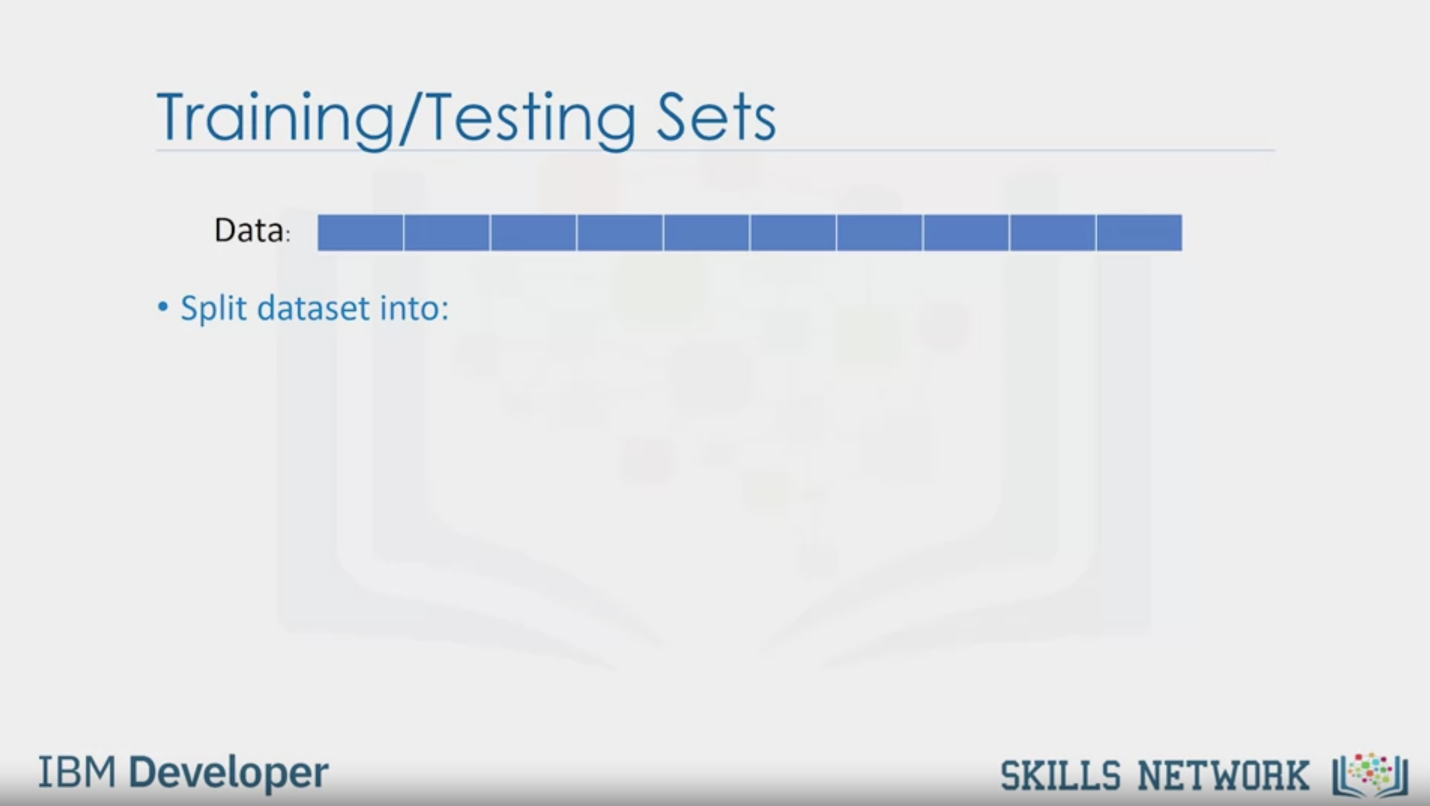 Training/Testing Sets
Data:
• Split dataset into:
IBM Developer
SKILLS NETWORK